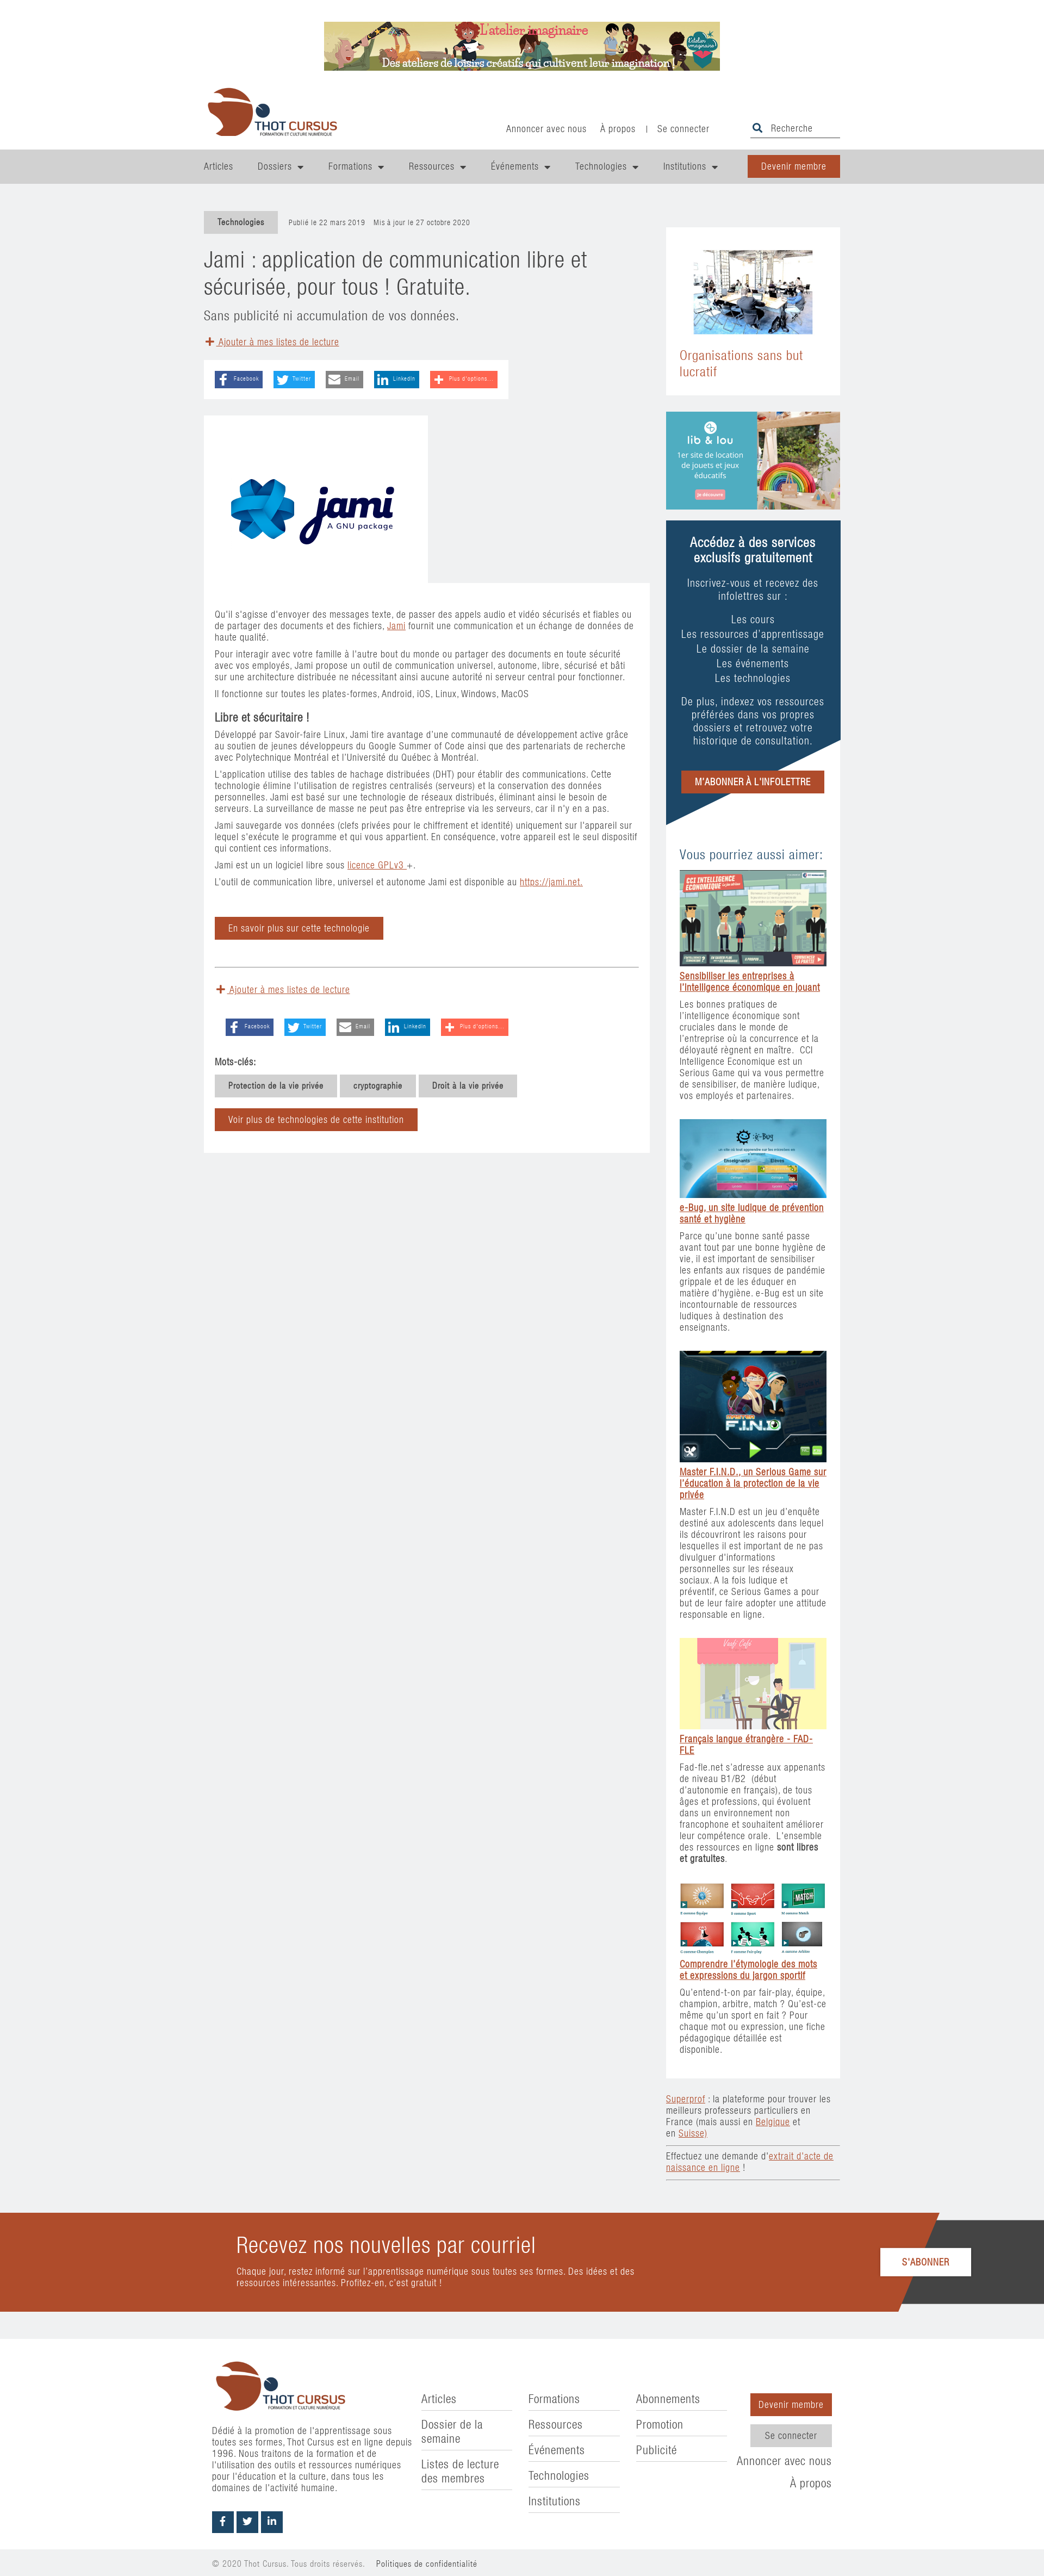 L'atelier imaginaire
Des ateliers de loisirs créatifs qui cultivent leur imagination !
THOT CURSUS
FORMATION ET CULTURE NUMÉRIQUE
Annoncer avec nous
À propos
|
Se connecter
Recherche
Articles
Dossiers
Formations
Ressources
Événements
Technologies
Institutions
Devenir membre
Technologies
Publié le 22 mars 2019 Mis à jour le 27 octobre 2020
Jami : application de communication libre et
sécurisée, pour tous ! Gratuite.
Sans publicité ni accumulation de vos données.
Ajouter à mes listes de lecture
Facebook
Twitter
Email
LinkedIn
Plus d'options...
jami
A GNU package
Qu'il s'agisse d'envoyer des messages texte, de passer des appels audio et vidéo sécurisés et fiables ou
de partager des documents et des fichiers, Jami fournit une communication et un échange de données de
haute qualité.
Pour interagir avec votre famille à l'autre bout du monde ou partager des documents en toute sécurité
avec vos employés, Jami propose un outil de communication universel, autonome, libre, sécurisé et bâti
sur une architecture distribuée ne nécessitant ainsi aucune autorité ni serveur central pour fonctionner.
Il fonctionne sur toutes les plates-formes, Android, iOS, Linux, Windows, MacOS
Libre et sécuritaire !
Développé par Savoir-faire Linux, Jami tire avantage d'une communauté de développement active grâce
au soutien de jeunes développeurs du Google Summer of Code ainsi que des partenariats de recherche
avec Polytechnique Montréal et l'Université du Québec à Montréal.
L'application utilise des tables de hachage distribuées (DHT) pour établir des communications. Cette
technologie élimine l'utilisation de registres centralisés (serveurs) et la conservation des données
personnelles. Jami est basé sur une technologie de réseaux distribués, éliminant ainsi le besoin de
serveurs. La surveillance de masse ne peut pas être entreprise via les serveurs, car il n'y en a pas.
Jami sauvegarde vos données (clefs privées pour le chiffrement et identité) uniquement sur l'appareil sur
lequel s'exécute le programme et qui vous appartient. En conséquence, votre appareil est le seul dispositif
qui contient ces informations.
Jami est un un logiciel libre sous licence GPLv3 +.
L'outil de communication libre, universel et autonome Jami est disponible au https://jami.net.
En savoir plus sur cette technologie
Ajouter à mes listes de lecture
Facebook
Twitter
Email
LinkedIn
Plus d'options...
Mots-clés:
Protection de la vie privée
cryptographie
Droit à la vie privée
Voir plus de technologies de cette institution
Organisations sans but
lucratif
lib & lou
1er site de location
de jouets et jeux
éducatifs
Je découvre
Accédez à des services
exclusifs gratuitement
Inscrivez-vous et recevez des
infolettres sur :
Les cours
Les ressources d'apprentissage
Le dossier de la semaine
Les événements
Les technologies
De plus, indexez vos ressources
préférées dans vos propres
dossiers et retrouvez votre
historique de consultation.
M'ABONNER À L'INFOLETTRE
Vous pourriez aussi aimer:
CCI INTELLIGENCE
ECONOMIQUE
Sensibiliser les entreprises à
l'intelligence économique en jouant
Les bonnes pratiques de
l'intelligence économique sont
cruciales dans le monde de
l'entreprise où la concurrence et la
déloyauté règnent en maître. CCI
Intelligence Economique est un
Serious Game qui va vous permettre
de sensibiliser, de manière ludique,
vos employés et partenaires.
e-Bug
Enseignants
Elèves
e-Bug, un site ludique de prévention
santé et hygiène
Parce qu'une bonne santé passe
avant tout par une bonne hygiène de
vie, il est important de sensibiliser
les enfants aux risques de pandémie
grippale et de les éduquer en
matière d'hygiène. e-Bug est un site
incontournable de ressources
ludiques à destination des
enseignants.
MASTER
F.I.N.D
Master F.I.N.D., un Serious Game sur
l'éducation à la protection de la vie
privée
Master F.I.N.D est un jeu d'enquête
destiné aux adolescents dans lequel
ils découvriront les raisons pour
lesquelles il est important de ne pas
divulguer d'informations
personnelles sur les réseaux
sociaux. A la fois ludique et
préventif, ce Serious Games a pour
but de leur faire adopter une attitude
responsable en ligne.
Français langue étrangère - FAD-
FLE
Fad-fle.net s'adresse aux appenants
de niveau B1/B2 (début
d'autonomie en français), de tous
âges et professions, qui évoluent
dans un environnement non
francophone et souhaitent améliorer
leur compétence orale. L'ensemble
des ressources en ligne sont libres
et gratuites.
MATCH
E comme Équipe
S comme Sport
M comme Match
C comme Champion
F comme Fair-play
A comme Arbitre
Comprendre l'étymologie des mots
et expressions du jargon sportif
Qu'entend-t-on par fair-play, équipe,
champion, arbitre, match ? Qu'est-ce
même qu'un sport en fait ? Pour
chaque mot ou expression, une fiche
pédagogique détaillée est
disponible.
Superprof : la plateforme pour trouver les
meilleurs professeurs particuliers en
France (mais aussi en Belgique et
en Suisse)
Effectuez une demande d'extrait d'acte de
naissance en ligne !
Recevez nos nouvelles par courriel
Chaque jour, restez informé sur l'apprentissage numérique sous toutes ses formes. Des idées et des
ressources intéressantes. Profitez-en, c'est gratuit !
S'ABONNER
THOT CURSUS
FORMATION ET CULTURE NUMÉRIQUE
Dédié à la promotion de l'apprentissage sous
toutes ses formes, Thot Cursus est en ligne depuis
1996. Nous traitons de la formation et de
l'utilisation des outils et ressources numériques
pour l'éducation et la culture, dans tous les
domaines de l'activité humaine.
Articles
Dossier de la
semaine
Listes de lecture
des membres
Formations
Ressources
Événements
Technologies
Institutions
Abonnements
Promotion
Publicité
Devenir membre
Se connecter
Annoncer avec nous
À propos
© 2020 Thot Cursus. Tous droits réservés. Politiques de confidentialité